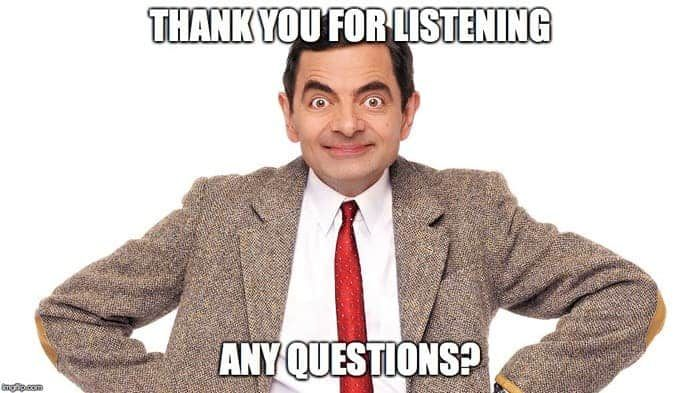 THANK YOU FOR LISTENING
ANY QUESTIONS?
imgflip.com